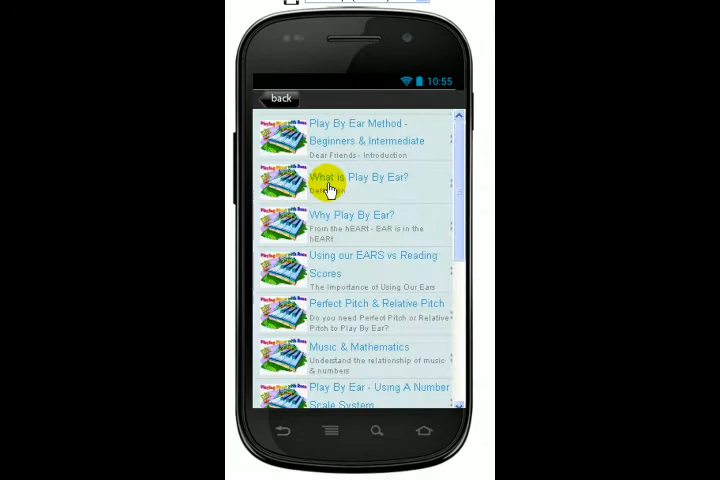 10:55
back
Play By Ear Method -
Beginners & Intermediate
Dear Friends - Introduction
What is Play By Ear?
Why Play By Ear?
From the hEARt - EAR is in the
hEARt
Using our EARS vs Reading
Scores
The Importance of Using Our Ears
Perfect Pitch & Relative Pitch
Do you need Perfect Pitch or Relative
Pitch to Play By Ear?
Music & Mathematics
Understand the relationship of music
& numbers
Play By Ear - Using A Number
Scale System